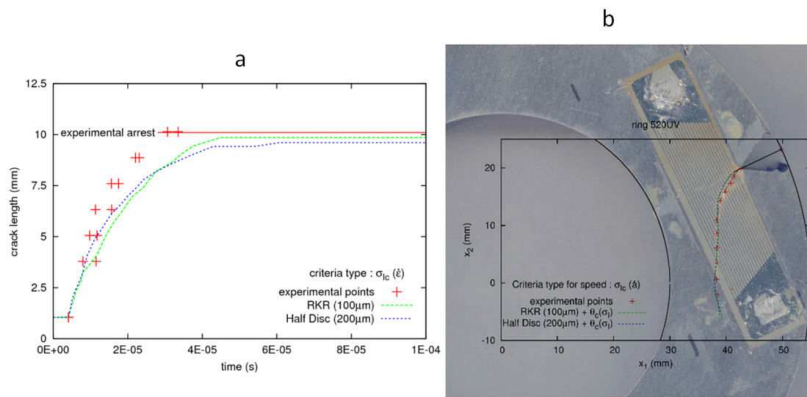 a
12.5
10
7.5
5
2.5
0
crack length (mm)
experimental arrest
criteria type : σIc (ε̇)
experimental points
RKR (100μm)
Half Disc (200μm)
0E+00
2E-05
4E-05
6E-05
8E-05
1E-04
time (s)
b
ring 520UV
20
10
0
-10
x2 (mm)
Criteria type for speed : σIc (ȧ)
experimental points
RKR (100μm) + θc(σI)
Half Disc (200μm) + θc(σI)
0
10
20
30
40
50
x1 (mm)